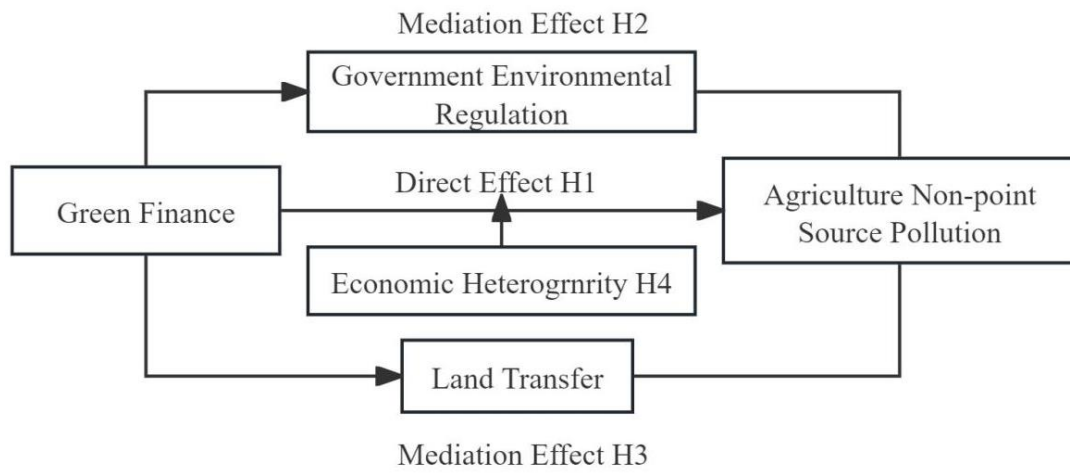 Mediation Effect H2
Government Environmental
Regulation
Direct Effect H1
Green Finance
Agriculture Non-point
Source Pollution
Economic Heterogrnrity H4
Land Transfer
Mediation Effect H3